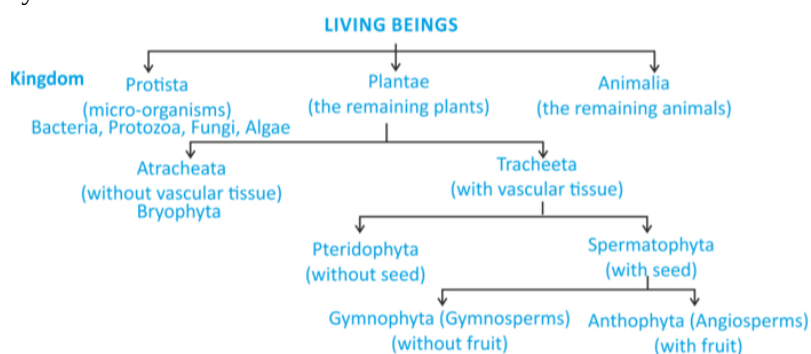 LIVING BEINGS
Kingdom Protista Plantae Animalia
(micro-organisms) (the remaining plants) (the remaining animals)
Bacteria, Protozoa, Fungi, Algae
Atracheata Tracheeta
(without vascular tissue) (with vascular tissue)
Bryophyta
Pteridophyta Spermatophyta
(without seed) (with seed)
Gymnophyta (Gymnosperms) Anthophyta (Angiosperms)
(without fruit) (with fruit)